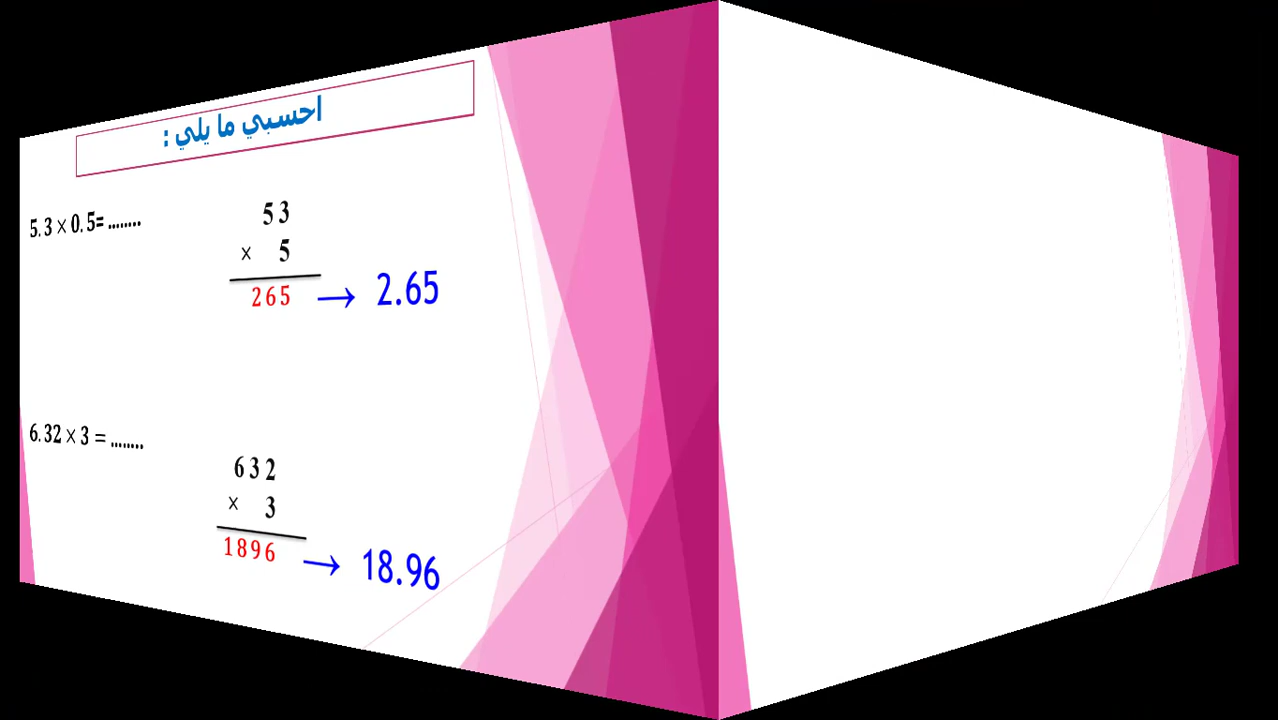 احسبي ما يلي :
5.3 × 0.5= ........
53
× 5
265 → 2.65
6.32 × 3 = ........
632
× 3
1896 → 18.96